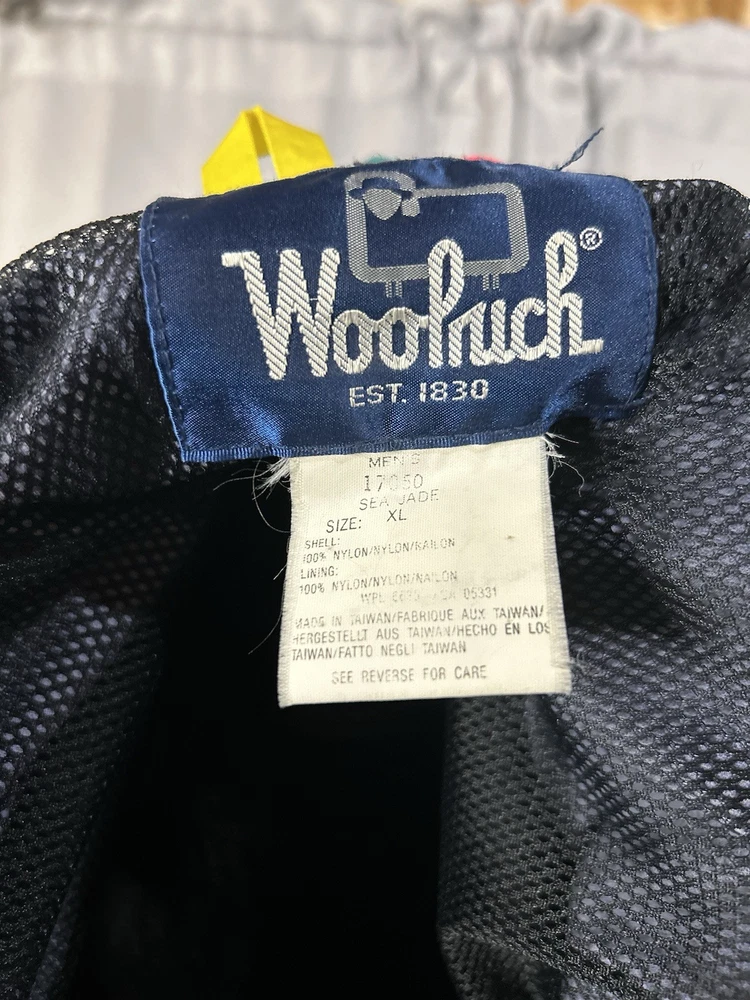 Woolrich®
EST. 1830
MEN'S
17050
SEA JADE
SIZE: XL
SHELL:
100% NYLON/NYLON/NAILON
LINING:
100% NYLON/NYLON/NAILON
WPL 05331
MADE IN TAIWAN/FABRIQUE AUX TAIWAN/
HERGESTELLT AUS TAIWAN/HECHO EN LOS
TAIWAN/FATTO NEGLI TAIWAN
SEE REVERSE FOR CARE